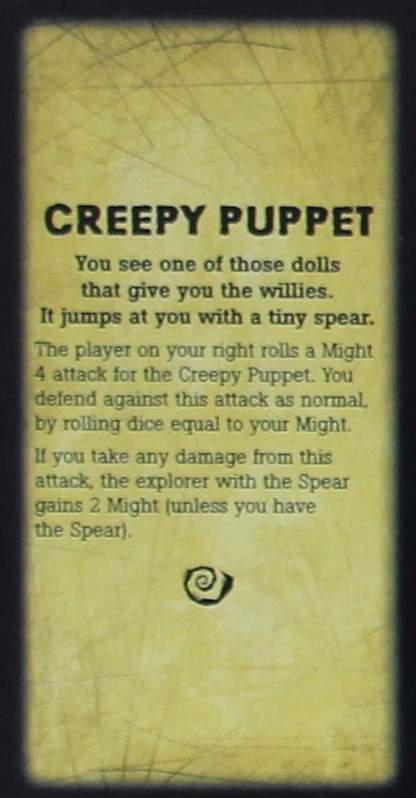 CREEPY PUPPET
You see one of those dolls
that give you the willies.
It jumps at you with a tiny spear.
The player on your right rolls a Might
4 attack for the Creepy Puppet. You
defend against this attack as normal,
by rolling dice equal to your Might.
If you take any damage from this
attack, the explorer with the Spear
gains 2 Might (unless you have
the Spear).